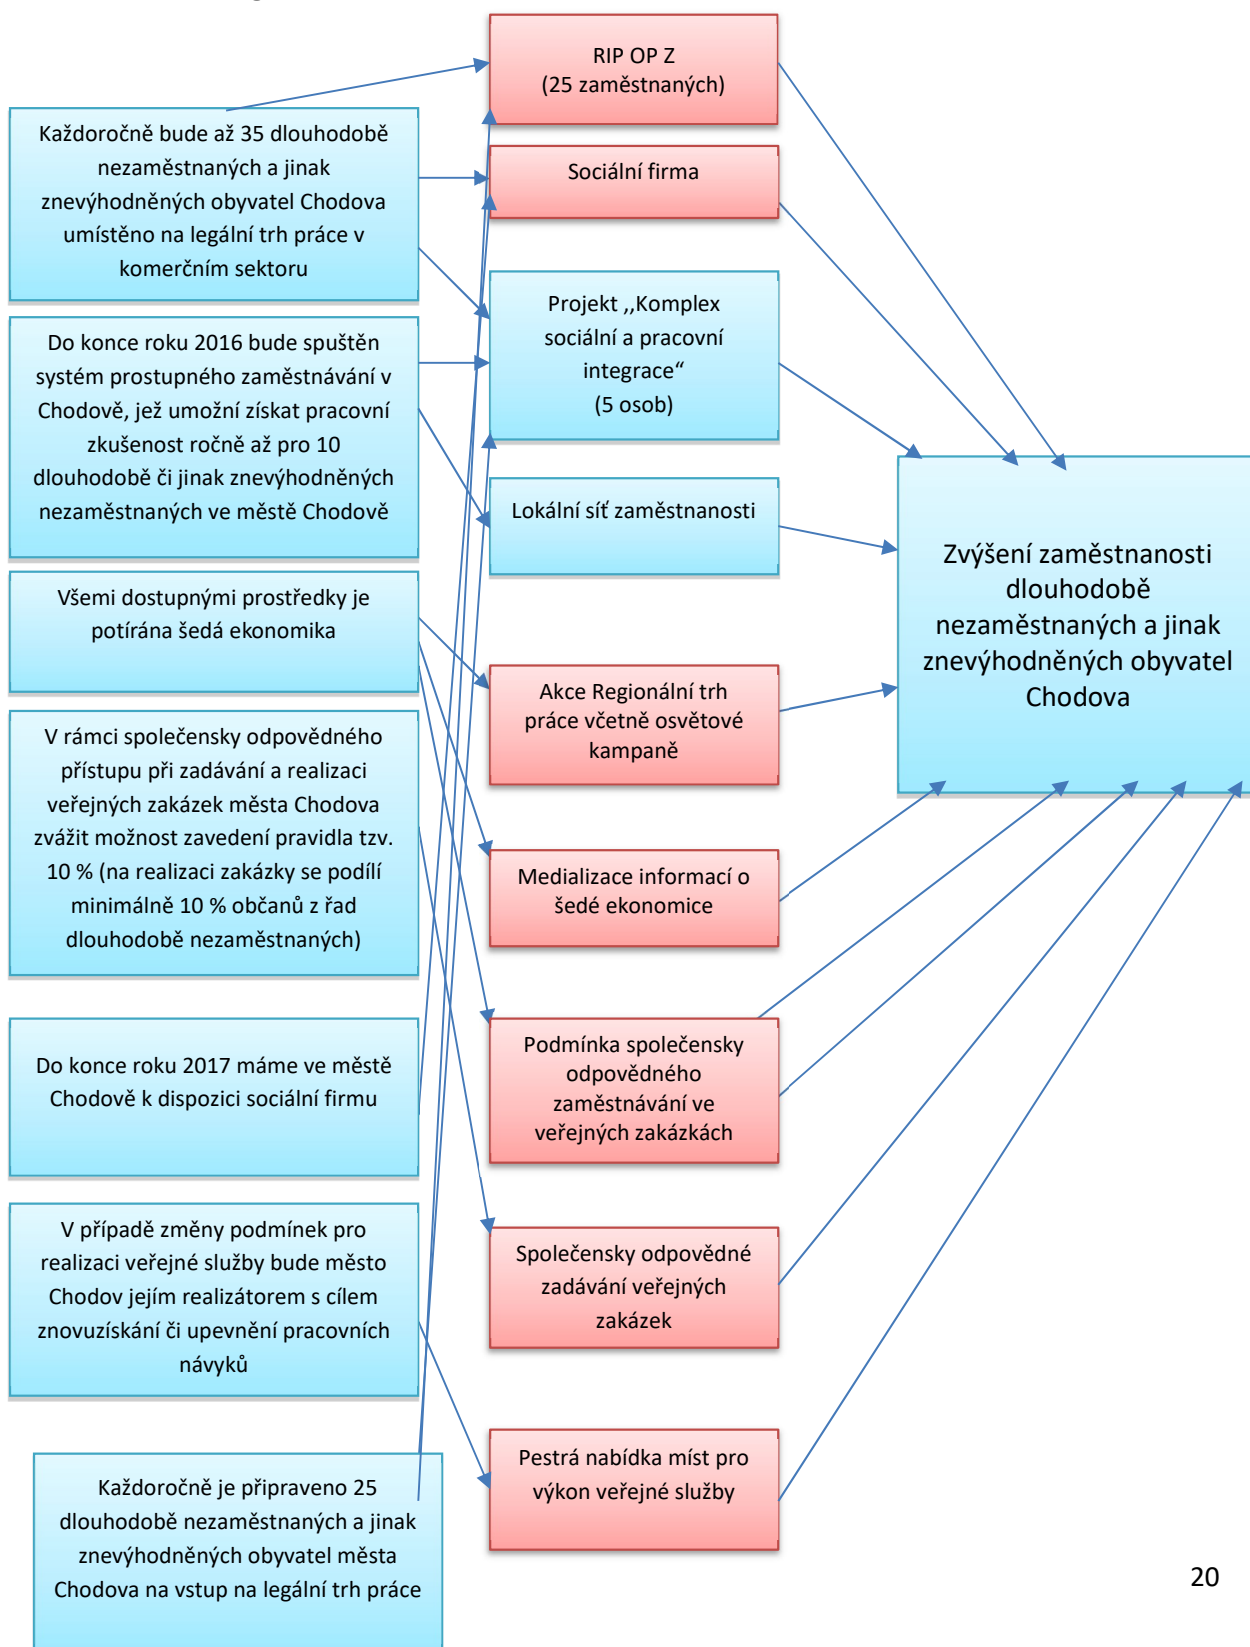 Každoročně bude až 35 dlouhodobě
nezaměstnaných a jinak
znevýhodněných obyvatel Chodova
umístěno na legální trh práce v
komerčním sektoru
Do konce roku 2016 bude spuštěn
systém prostupného zaměstnávání v
Chodově, jež umožní získat pracovní
zkušenost ročně až pro 10
dlouhodobě či jinak znevýhodněných
nezaměstnaných ve městě Chodově
Všemi dostupnými prostředky je
potírána šedá ekonomika
V rámci společensky odpovědného
přístupu při zadávání a realizaci
veřejných zakázek města Chodova
zvážit možnost zavedení pravidla tzv.
10 % (na realizaci zakázky se podílí
minimálně 10 % občanů z řad
dlouhodobě nezaměstnaných)
Do konce roku 2017 máme ve městě
Chodově k dispozici sociální firmu
V případě změny podmínek pro
realizaci veřejné služby bude město
Chodov jejím realizátorem s cílem
znovuzískání či upevnění pracovních
návyků
Každoročně je připraveno 25
dlouhodobě nezaměstnaných a jinak
znevýhodněných obyvatel města
Chodova na vstup na legální trh práce
RIP OP Z
(25 zaměstnaných)
Sociální firma
Projekt ,,Komplex
sociální a pracovní
integrace“
(5 osob)
Lokální síť zaměstnanosti
Akce Regionální trh
práce včetně osvětové
kampaně
Medializace informací o
šedé ekonomice
Podmínka společensky
odpovědného
zaměstnávání ve
veřejných zakázkách
Společensky odpovědné
zadávání veřejných
zakázek
Pestrá nabídka míst pro
výkon veřejné služby
Zvýšení zaměstnanosti
dlouhodobě
nezaměstnaných a jinak
znevýhodněných obyvatel
Chodova
20